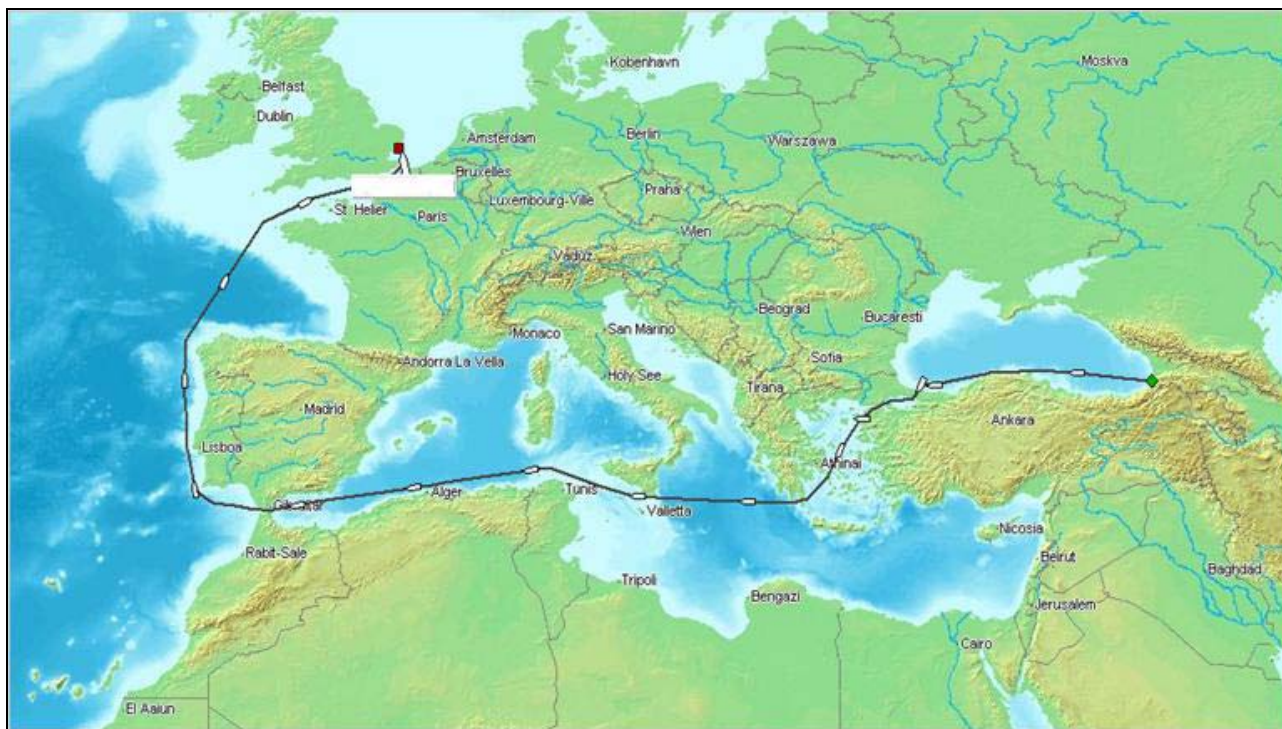 Kobenhavn
Moskva
Belfast
Dublin
Amsterdam
Berlin
Warszawa
Bruxelles
Praha
Luxembourg-Ville
St. Helier
Paris
Wien
Vaduz
Beograd
Bucaresti
Monaco
San Marino
Sofia
Andorra La Vella
Holy See
Tirana
Madrid
Ankara
Lisboa
Athinai
Gibraltar
Alger
Tunis
Valletta
Nicosia
Rabit-Sale
Beirut
Baghdad
Tripoli
Bengazi
Jerusalem
Cairo
El Aaiun